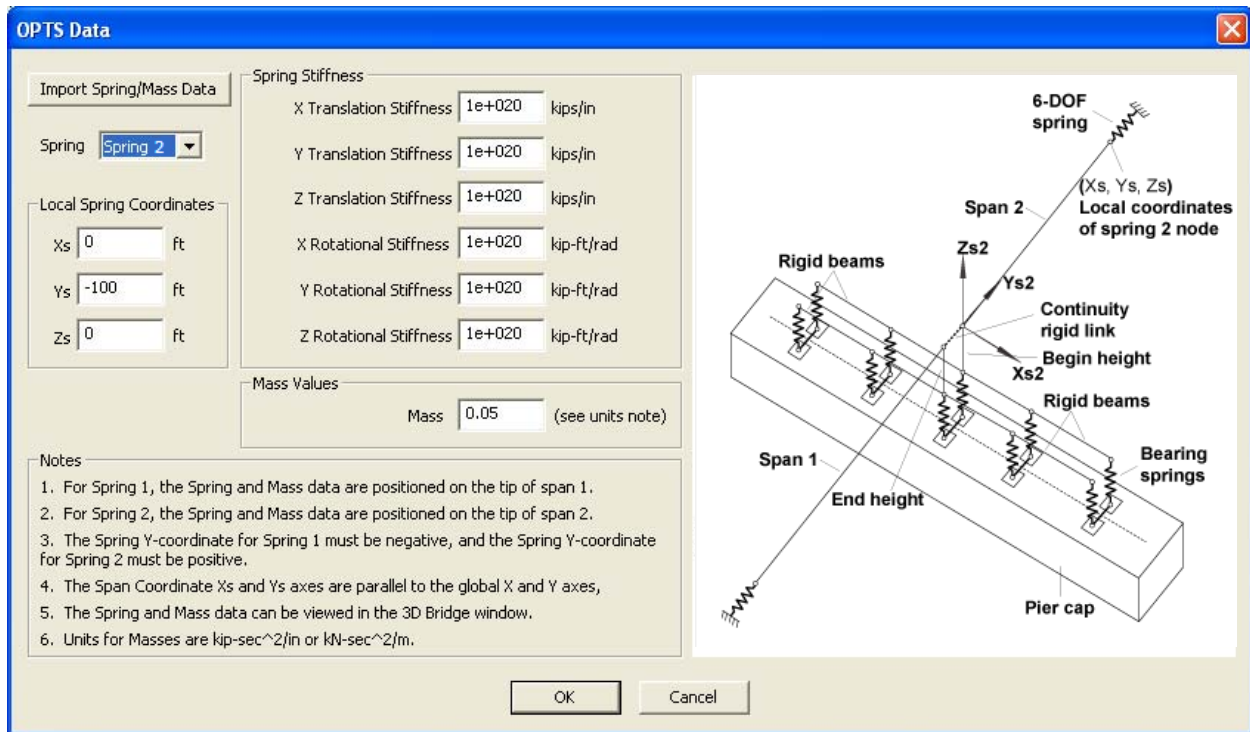 OPTS Data
Import Spring/Mass Data
Spring Spring 2
Local Spring Coordinates
Xs 0 ft
Ys -100 ft
Zs 0 ft
Spring Stiffness
X Translation Stiffness 1e+020 kips/in
Y Translation Stiffness 1e+020 kips/in
Z Translation Stiffness 1e+020 kips/in
X Rotational Stiffness 1e+020 kip-ft/rad
Y Rotational Stiffness 1e+020 kip-ft/rad
Z Rotational Stiffness 1e+020 kip-ft/rad
Mass Values
Mass 0.05 (see units note)
Notes
1. For Spring 1, the Spring and Mass data are positioned on the tip of span 1.
2. For Spring 2, the Spring and Mass data are positioned on the tip of span 2.
3. The Spring Y-coordinate for Spring 1 must be negative, and the Spring Y-coordinate
for Spring 2 must be positive.
4. The Span Coordinate Xs and Ys axes are parallel to the global X and Y axes,
5. The Spring and Mass data can be viewed in the 3D Bridge window.
6. Units for Masses are kip-sec^2/in or kN-sec^2/m.
6-DOF
spring
(Xs, Ys, Zs)
Local coordinates
of spring 2 node
Span 2
Zs2
Rigid beams
Ys2
Continuity
rigid link
Begin height
Xs2
Rigid beams
Bearing
springs
Span 1
End height
Pier cap
OK
Cancel